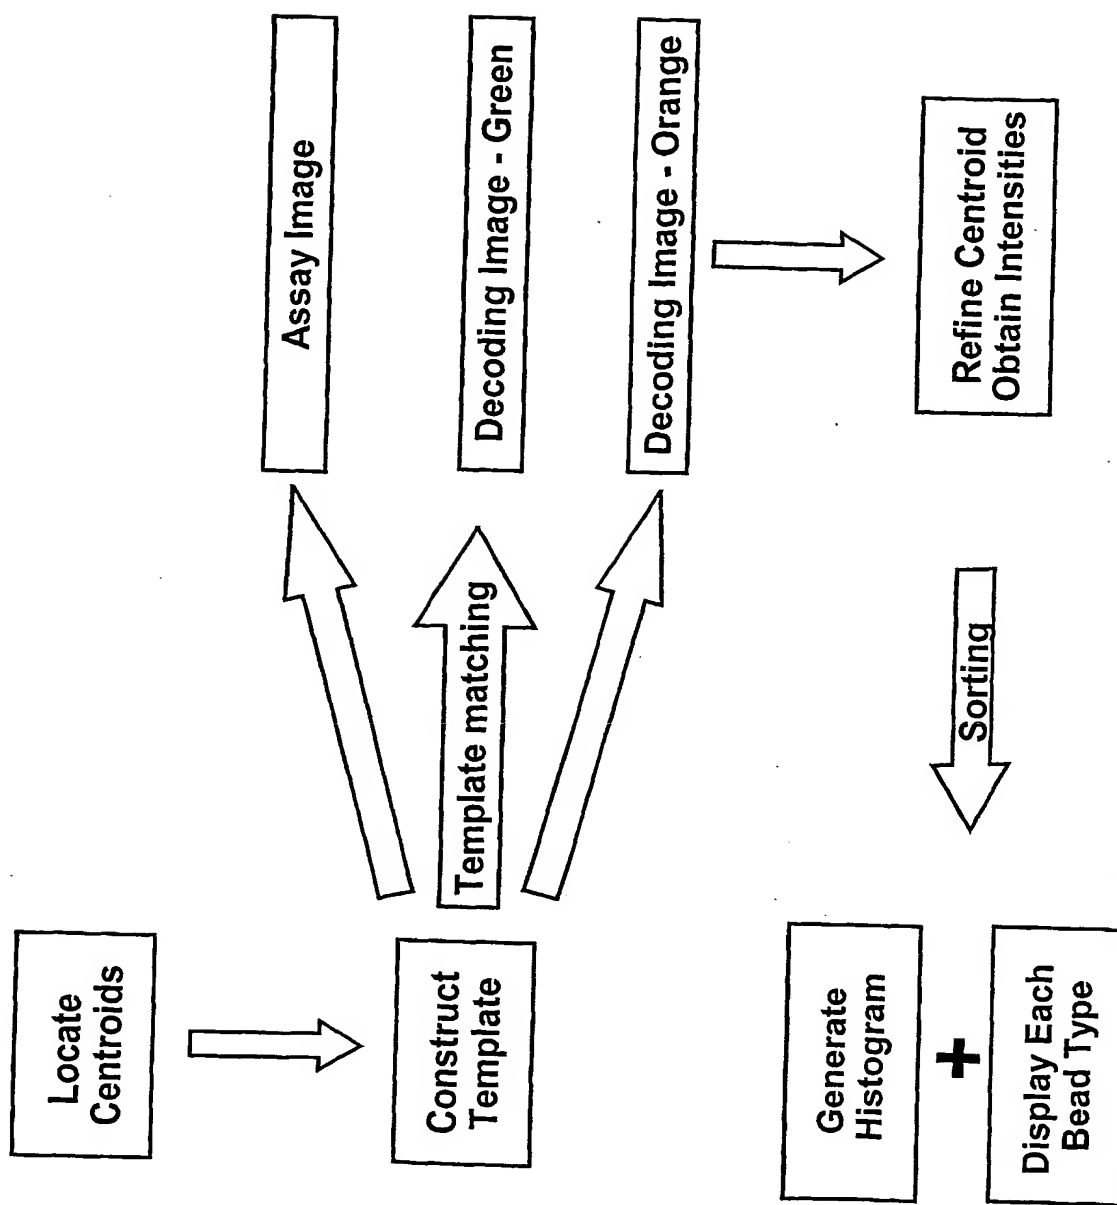 Locate
Centroids
Construct
Template
Template matching
Assay Image
Decoding Image - Green
Decoding Image - Orange
Refine Centroid
Obtain Intensities
Sorting
Generate
Histogram
+
Display Each
Bead Type